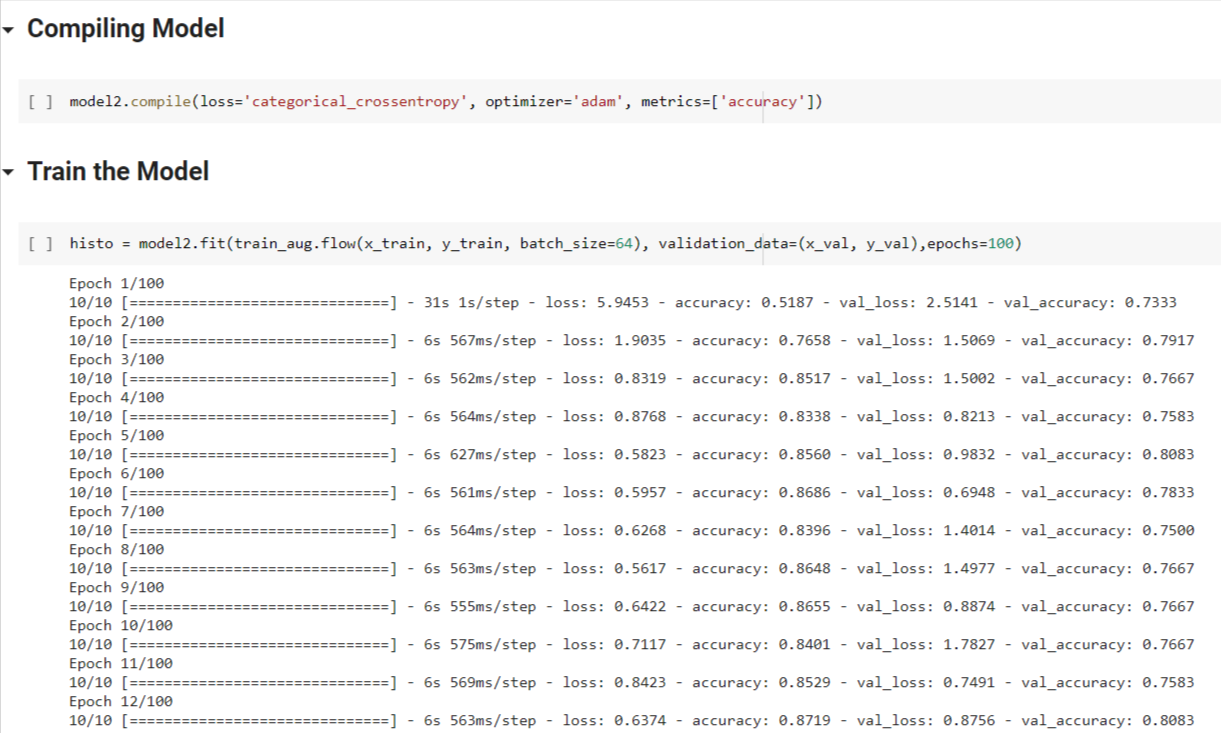 Compiling Model
[ ] model2.compile(loss='categorical_crossentropy', optimizer='adam', metrics=['accuracy'])
Train the Model
[ ] histo = model2.fit(train_aug.flow(x_train, y_train, batch_size=64), validation_data=(x_val, y_val),epochs=100)
Epoch 1/100
10/10 [==============================] - 31s 1s/step - loss: 5.9453 - accuracy: 0.5187 - val_loss: 2.5141 - val_accuracy: 0.7333
Epoch 2/100
10/10 [==============================] - 6s 567ms/step - loss: 1.9035 - accuracy: 0.7658 - val_loss: 1.5069 - val_accuracy: 0.7917
Epoch 3/100
10/10 [==============================] - 6s 562ms/step - loss: 0.8319 - accuracy: 0.8517 - val_loss: 1.5002 - val_accuracy: 0.7667
Epoch 4/100
10/10 [==============================] - 6s 564ms/step - loss: 0.8768 - accuracy: 0.8338 - val_loss: 0.8213 - val_accuracy: 0.7583
Epoch 5/100
10/10 [==============================] - 6s 627ms/step - loss: 0.5823 - accuracy: 0.8560 - val_loss: 0.9832 - val_accuracy: 0.8083
Epoch 6/100
10/10 [==============================] - 6s 561ms/step - loss: 0.5957 - accuracy: 0.8686 - val_loss: 0.6948 - val_accuracy: 0.7833
Epoch 7/100
10/10 [==============================] - 6s 564ms/step - loss: 0.6268 - accuracy: 0.8396 - val_loss: 1.4014 - val_accuracy: 0.7500
Epoch 8/100
10/10 [==============================] - 6s 563ms/step - loss: 0.5617 - accuracy: 0.8648 - val_loss: 1.4977 - val_accuracy: 0.7667
Epoch 9/100
10/10 [==============================] - 6s 555ms/step - loss: 0.6422 - accuracy: 0.8655 - val_loss: 0.8874 - val_accuracy: 0.7667
Epoch 10/100
10/10 [==============================] - 6s 575ms/step - loss: 0.7117 - accuracy: 0.8401 - val_loss: 1.7827 - val_accuracy: 0.7667
Epoch 11/100
10/10 [==============================] - 6s 569ms/step - loss: 0.8423 - accuracy: 0.8529 - val_loss: 0.7491 - val_accuracy: 0.7583
Epoch 12/100
10/10 [==============================] - 6s 563ms/step - loss: 0.6374 - accuracy: 0.8719 - val_loss: 0.8756 - val_accuracy: 0.8083